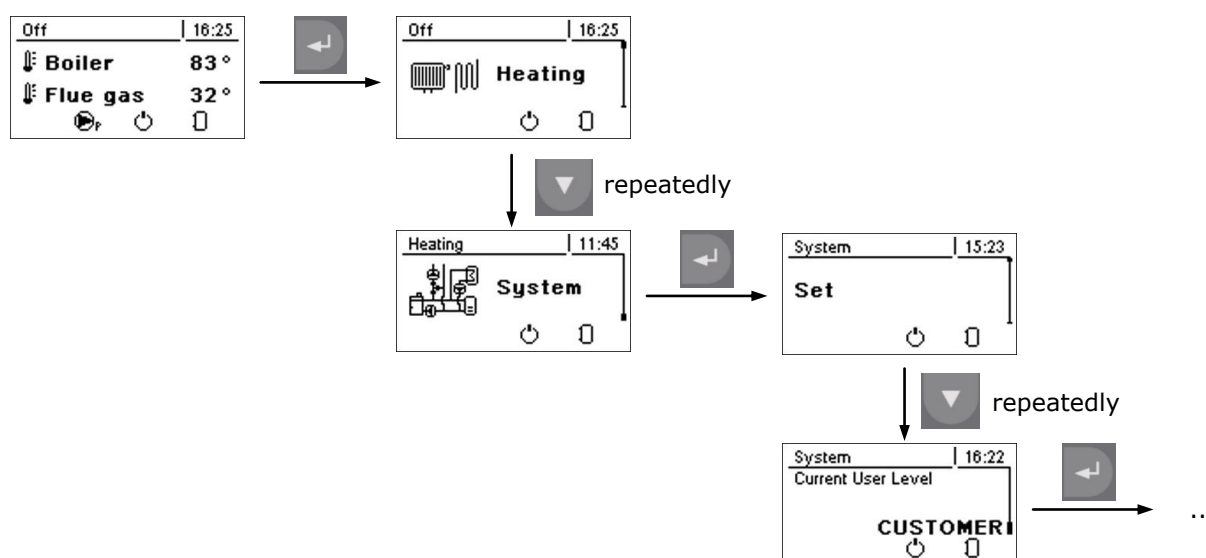 Off 16:25
Boiler 83°
Flue gas 32°
P
Off 16:25
Heating
repeatedly
Heating 11:45
System
System 15:23
Set
repeatedly
System 16:22
Current User Level
CUSTOMER
..